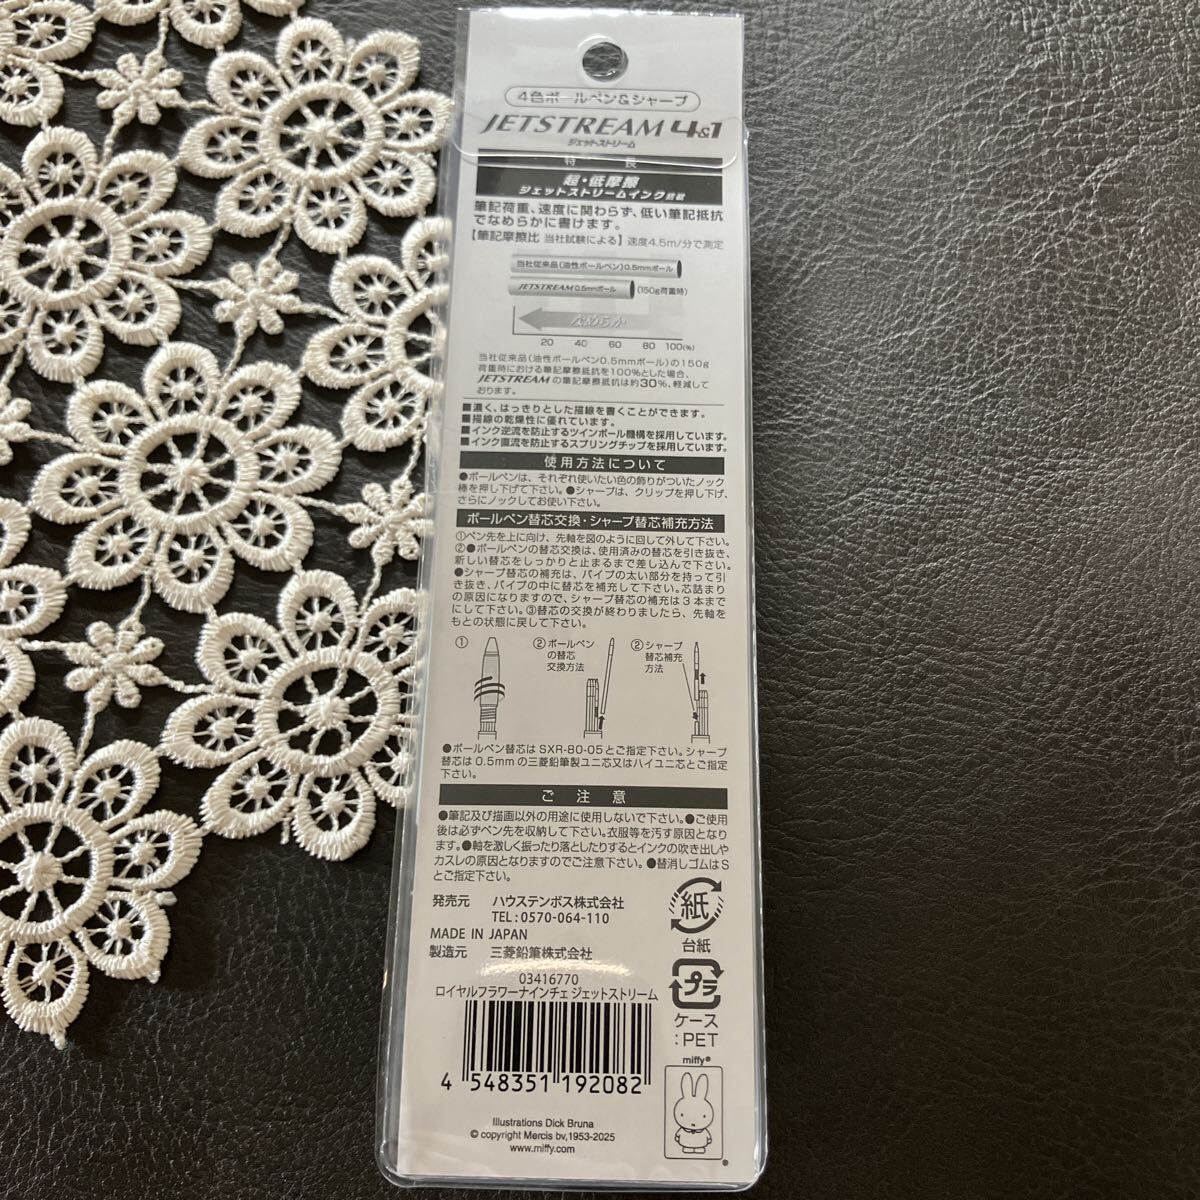 4色ボールペン&シャープ
JETSTREAM 4&1
ジェットストリーム
特長
超・低摩擦
ジェットストリームインク搭載
筆記荷重、速度に関わらず、低い筆記抵抗
でなめらかに書けます。
【筆記摩擦比 当社試験による】速度4.5m/分で測定
当社従来品(油性ボールペン)0.5mmボール
JETSTREAM 0.5mmボール (150g荷重時)
なめらか
20 40 60 80 100(%)
当社従来品(油性ボールペン0.5mmボール)の150g
荷重時における筆記摩擦抵抗を100%とした場合、
JETSTREAMの筆記摩擦抵抗は約30%、軽減して
おります。
■濃く、はっきりとした描線を書くことができます。
■描線の乾燥性に優れています。
■インク逆流を防止するツインボール機構を採用しています。
■インク直流を防止するスプリングチップを採用しています。
使用方法について
●ボールペンは、それぞれ使いたい色の飾りがついたノック
棒を押し下げて下さい。●シャープは、クリップを押し下げ、
さらにノックしてお使い下さい。
ボールペン替芯交換・シャープ替芯補充方法
①ペン先を上に向け、先軸を図のように回して外して下さい。
②●ボールペンの替芯交換は、使用済みの替芯を引き抜き、
新しい替芯をしっかりと止まるまで差し込んで下さい。
●シャープ替芯の補充は、パイプの太い部分を持って引
き抜き、パイプの中に替芯を補充して下さい。芯詰まり
の原因になりますので、シャープ替芯の補充は3本まで
にして下さい。③替芯の交換が終わりましたら、先軸を
もとの状態に戻して下さい。
①
②ボールペン
の替芯
交換方法
②シャープ
替芯補充
方法
●ボールペン替芯は SXR-80-05とご指定下さい。シャープ
替芯は0.5mmの三菱鉛筆製ユニ芯又はハイユニ芯とご指定
下さい。
ご注意
●筆記及び描画以外の用途に使用しないで下さい。●ご使用
後は必ずペン先を収納して下さい。衣服等を汚す原因となり
ます。●軸を激しく振ったり落としたりするとインクの吹き出しや
カスレの原因となりますのでご注意下さい。●替消しゴムはS
とご指定下さい。
発売元 ハウステンボス株式会社
TEL:0570-064-110
MADE IN JAPAN
製造元 三菱鉛筆株式会社
紙
台紙
プラ
ケース
:PET
03416770
ロイヤルフラワーナインチェ ジェットストリーム
4 548351 192082
miffy®
®
Illustrations Dick Bruna
© copyright Mercis bv,1953-2025
www.miffy.com